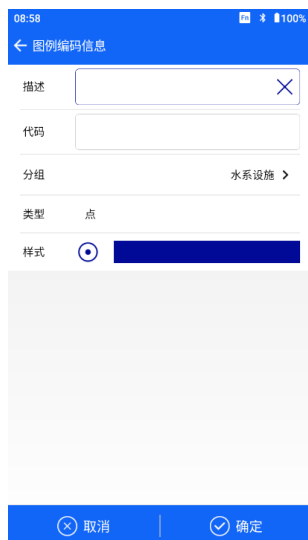 08:58 Fn 100%
图例编码信息
描述
代码
分组 水系设施
类型 点
样式
取消 确定